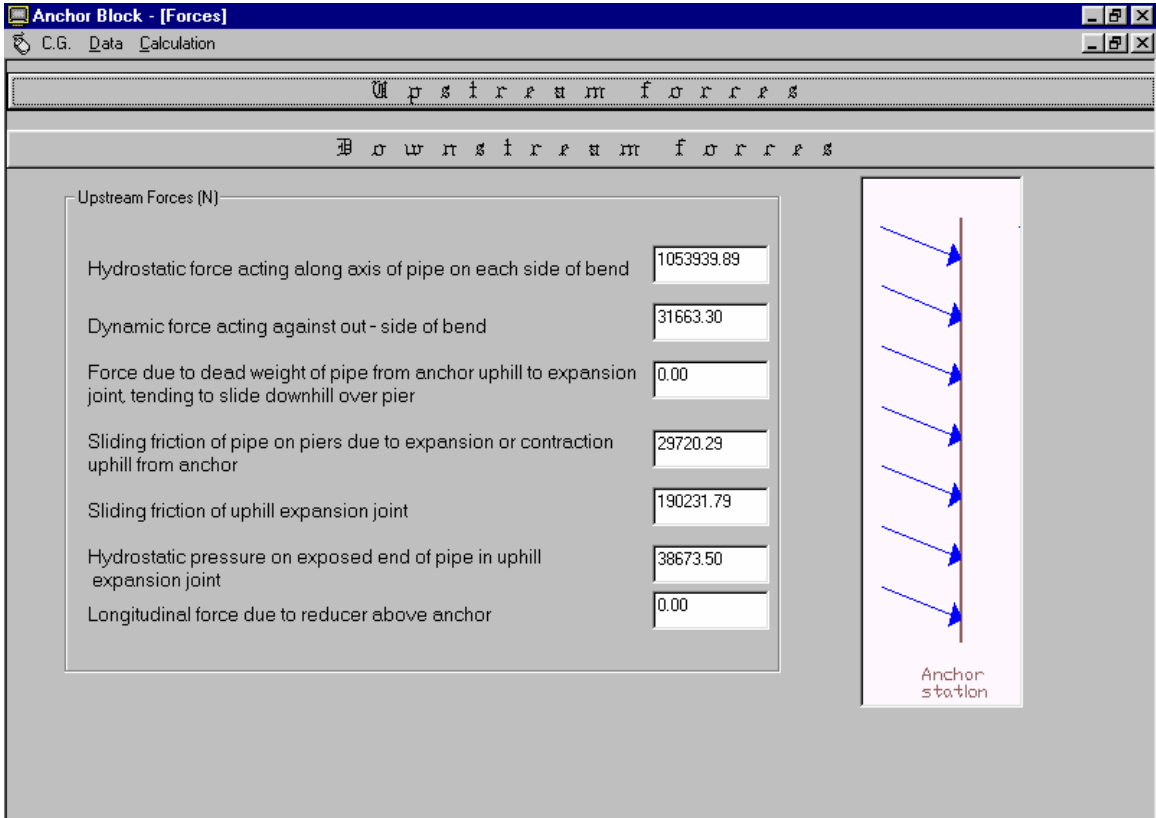 Anchor Block - [Forces]
C.G. Data Calculation
Upstream forces
Downstream forces
Upstream Forces (N)
Hydrostatic force acting along axis of pipe on each side of bend 1053939.89
Dynamic force acting against out - side of bend 31663.30
Force due to dead weight of pipe from anchor uphill to expansion 0.00
joint, tending to slide downhill over pier
Sliding friction of pipe on piers due to expansion or contraction 29720.29
uphill from anchor
Sliding friction of uphill expansion joint 190231.79
Hydrostatic pressure on exposed end of pipe in uphill 38673.50
expansion joint
Longitudinal force due to reducer above anchor 0.00
Anchor
station